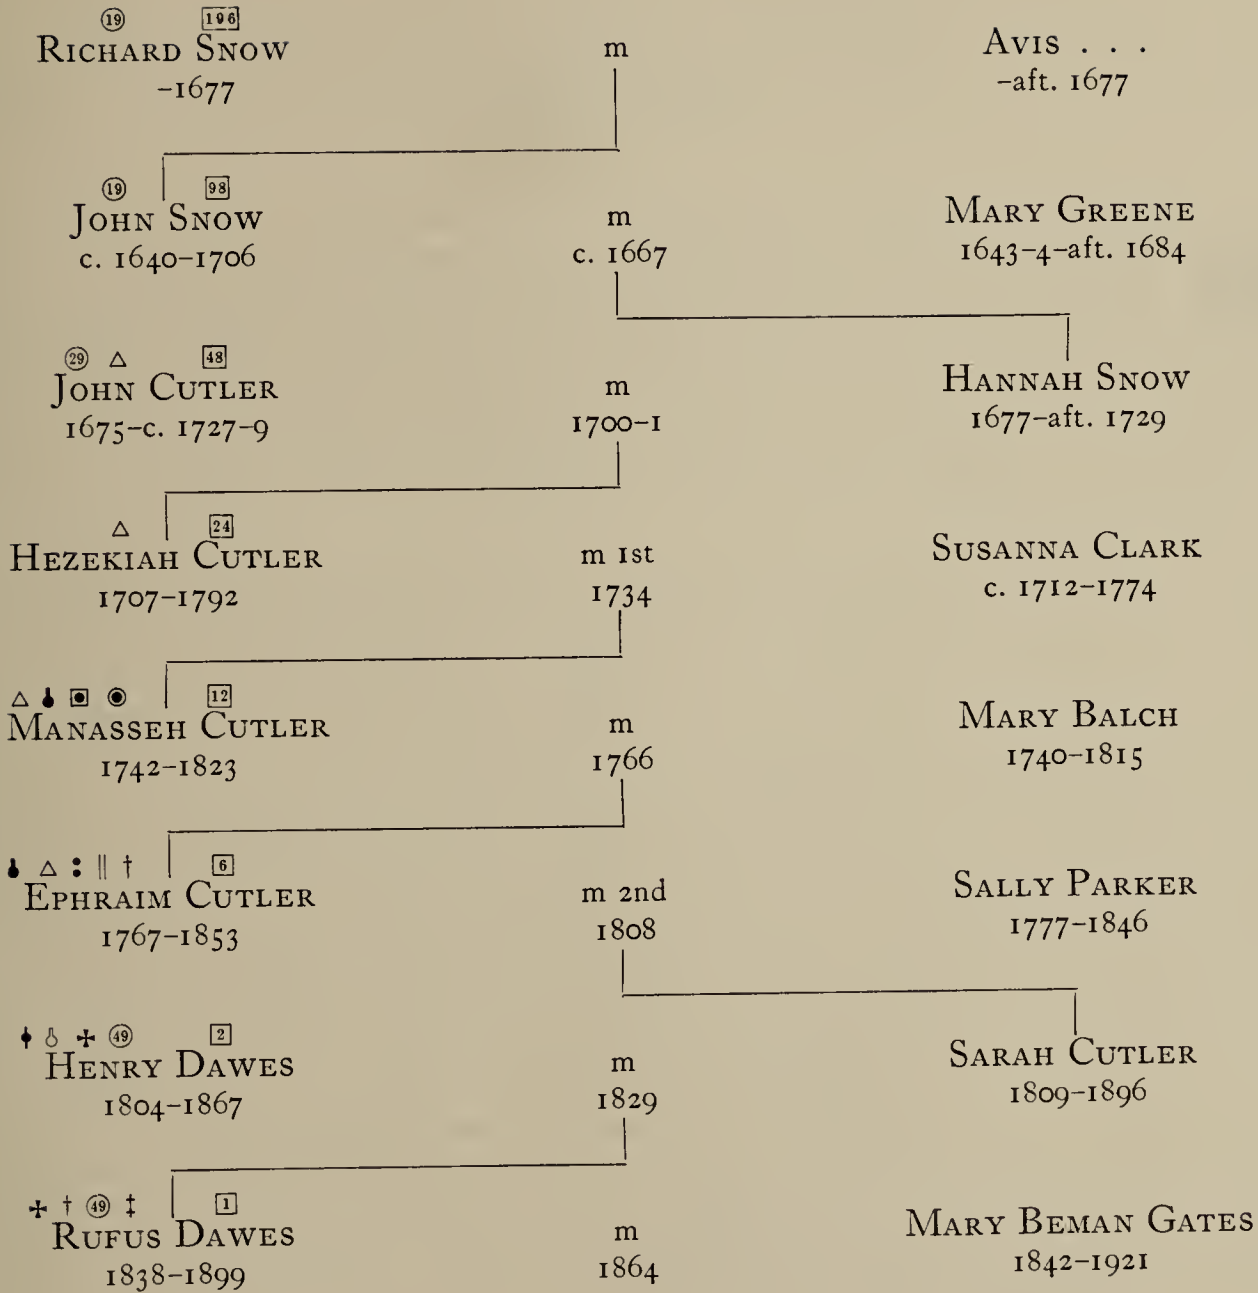 ⑲ 196
RICHARD SNOW m AVIS . . .
-1677 -aft. 1677
⑲ 98
JOHN SNOW m MARY GREENE
c. 1640-1706 c. 1667 1643-4-aft. 1684
㉙ △ 48
JOHN CUTLER m HANNAH SNOW
1675-c. 1727-9 1700-1 1677-aft. 1729
△ 24
HEZEKIAH CUTLER m 1st SUSANNA CLARK
1707-1792 1734 c. 1712-1774
△ 12
MANASSEH CUTLER m MARY BALCH
1742-1823 1766 1740-1815
△ : || † 6
EPHRAIM CUTLER m 2nd SALLY PARKER
1767-1853 1808 1777-1846
✢ ㊾ 2
HENRY DAWES m SARAH CUTLER
1804-1867 1829 1809-1896
✢ † ㊾ ‡ 1
RUFUS DAWES m MARY BEMAN GATES
1838-1899 1864 1842-1921